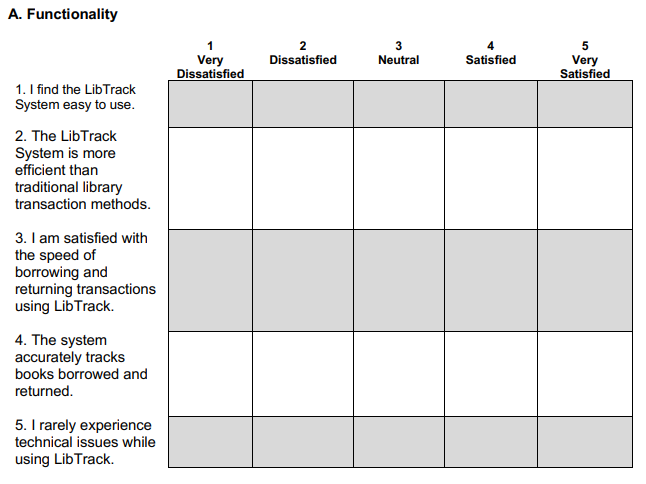 A. Functionality
1 2 3 4 5
Very Dissatisfied Neutral Satisfied Very
Dissatisfied Satisfied
1. I find the LibTrack
System easy to use.
2. The LibTrack
System is more
efficient than
traditional library
transaction methods.
3. I am satisfied with
the speed of
borrowing and
returning transactions
using LibTrack.
4. The system
accurately tracks
books borrowed and
returned.
5. I rarely experience
technical issues while
using LibTrack.